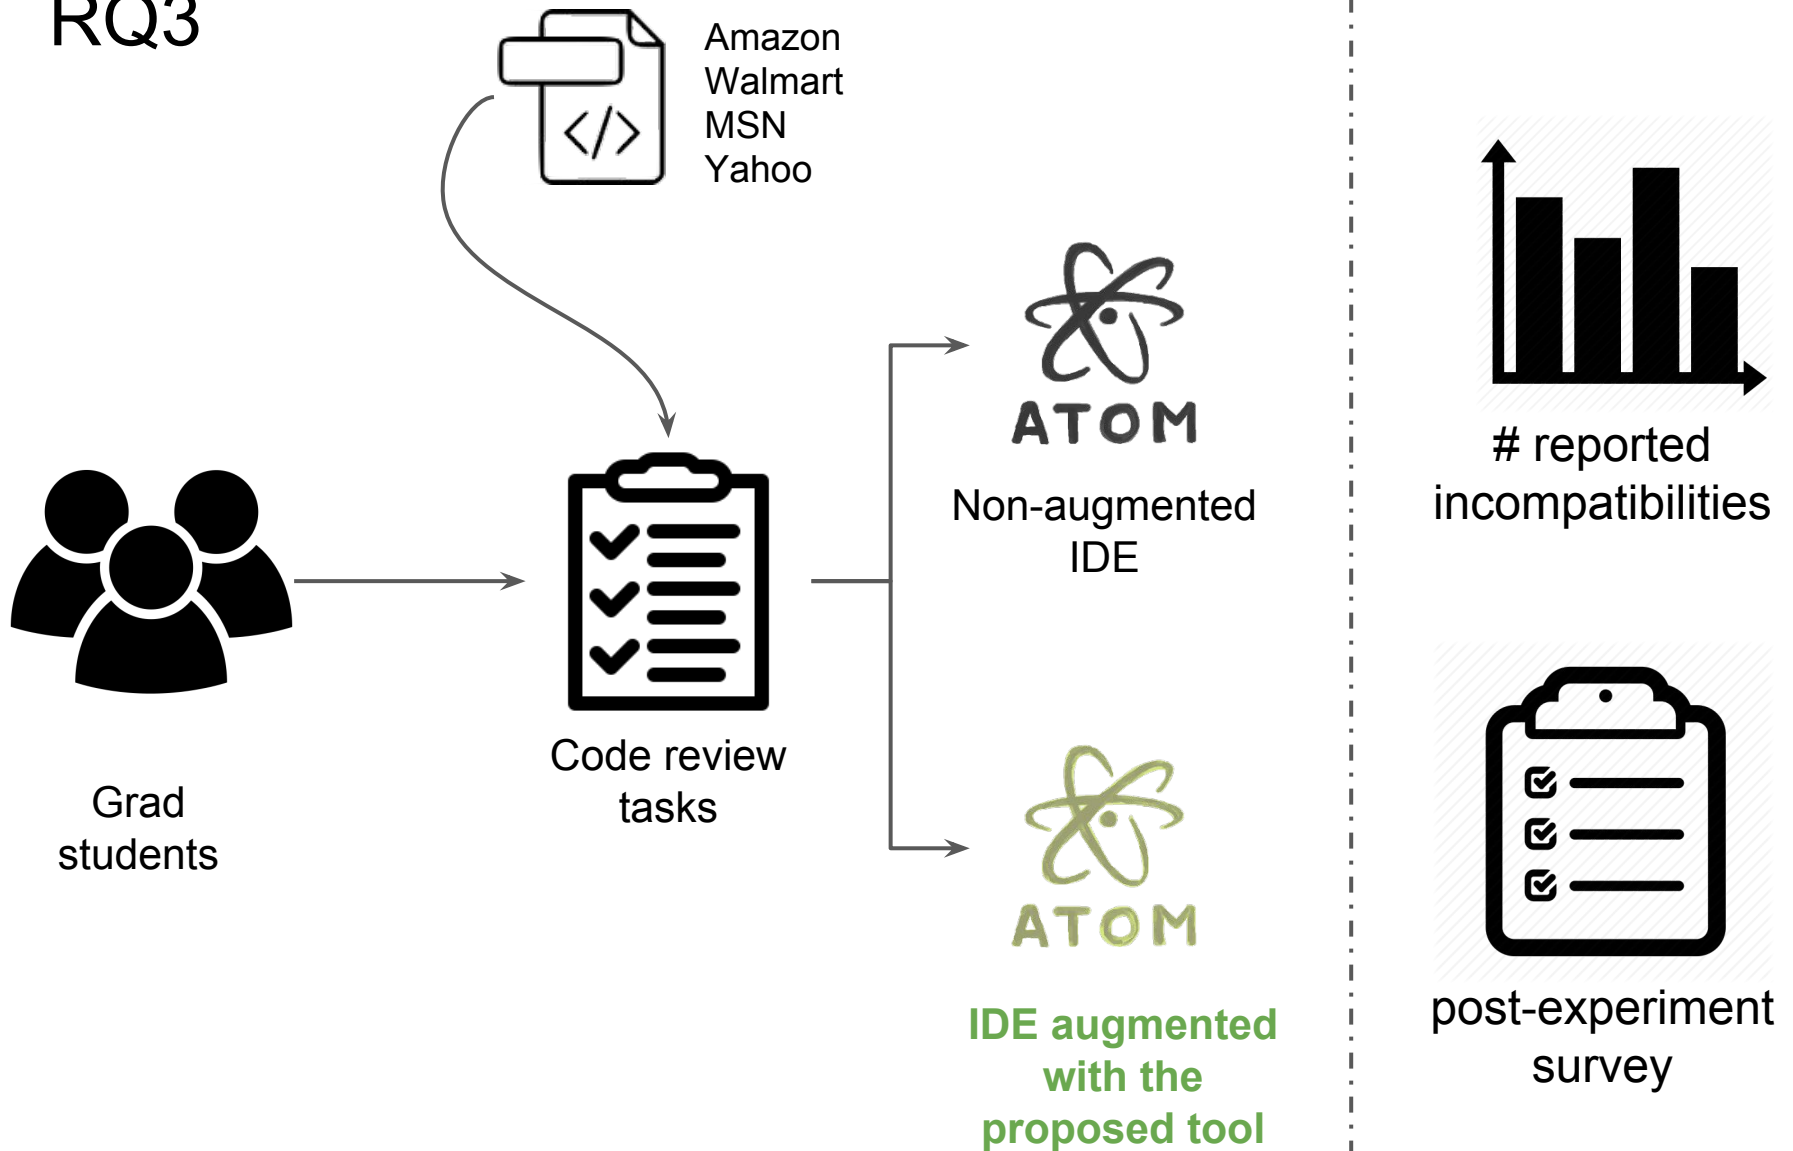 RQ3
Amazon
Walmart
MSN
Yahoo
</>
ATOM
Non-augmented
IDE
Code review
tasks
Grad
students
ATOM
IDE augmented
with the
proposed tool
# reported
incompatibilities
post-experiment
survey